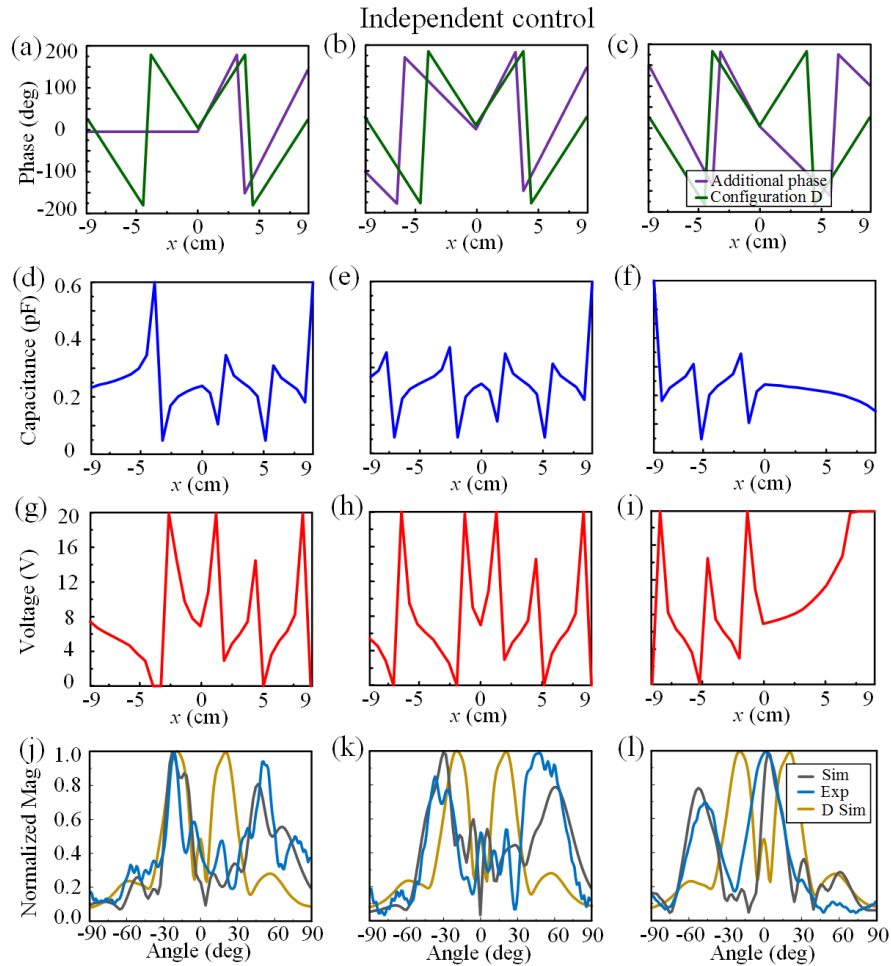 Independent control
(a) (b) (c)
Phase (deg)
200
100
0
-100
-200
Additional phase
Configuration D
-9 -5 0 5 9 -9 -5 0 5 9 -9 -5 0 5 9
x (cm) x (cm) x (cm)
(d) (e) (f)
Capacitance (pF)
0.6
0.4
0.2
0
-9 -5 0 5 9 -9 -5 0 5 9 -9 -5 0 5 9
x (cm) x (cm) x (cm)
(g) (h) (i)
Voltage (V)
20
16
12
8
4
0
-9 -5 0 5 9 -9 -5 0 5 9 -9 -5 0 5 9
x (cm) x (cm) x (cm)
(j) (k) (l)
Normalized Mag
1.0
0.8
0.6
0.4
0.2
0.0
Sim
Exp
D Sim
-90 -60 -30 0 30 60 90 -90 -60 -30 0 30 60 90 -90 -60 -30 0 30 60 90
Angle (deg) Angle (deg) Angle (deg)